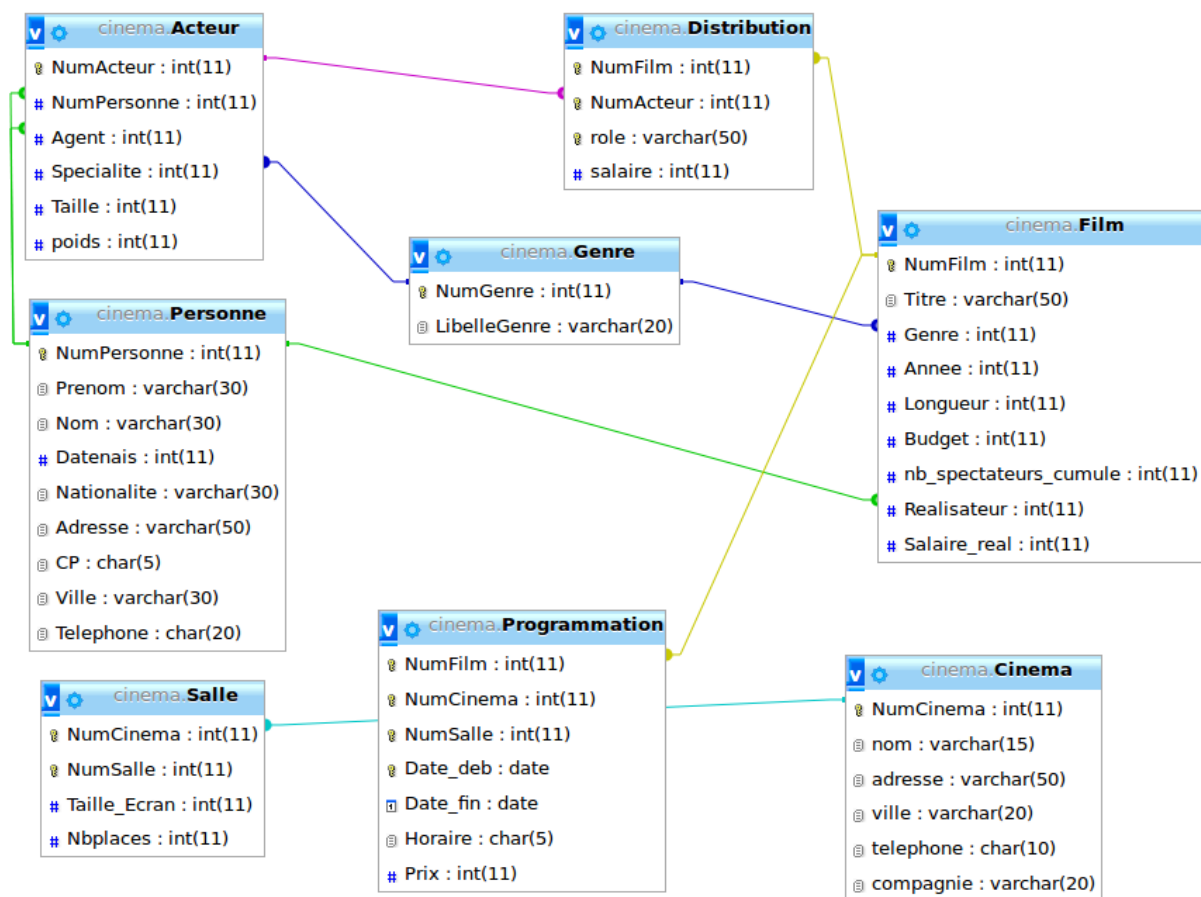 cinema.Acteur
NumActeur : int(11)
NumPersonne : int(11)
Agent : int(11)
Specialite : int(11)
Taille : int(11)
poids : int(11)
cinema.Distribution
NumFilm : int(11)
NumActeur : int(11)
role : varchar(50)
salaire : int(11)
cinema.Genre
NumGenre : int(11)
LibelleGenre : varchar(20)
cinema.Film
NumFilm : int(11)
Titre : varchar(50)
Genre : int(11)
Annee : int(11)
Longueur : int(11)
Budget : int(11)
nb_spectateurs_cumule : int(11)
Realisateur : int(11)
Salaire_real : int(11)
cinema.Personne
NumPersonne : int(11)
Prenom : varchar(30)
Nom : varchar(30)
Datenais : int(11)
Nationalite : varchar(30)
Adresse : varchar(50)
CP : char(5)
Ville : varchar(30)
Telephone : char(20)
cinema.Salle
NumCinema : int(11)
NumSalle : int(11)
Taille_Ecran : int(11)
Nbplaces : int(11)
cinema.Programmation
NumFilm : int(11)
NumCinema : int(11)
NumSalle : int(11)
Date_deb : date
Date_fin : date
Horaire : char(5)
Prix : int(11)
cinema.Cinema
NumCinema : int(11)
nom : varchar(15)
adresse : varchar(50)
ville : varchar(20)
telephone : char(10)
compagnie : varchar(20)